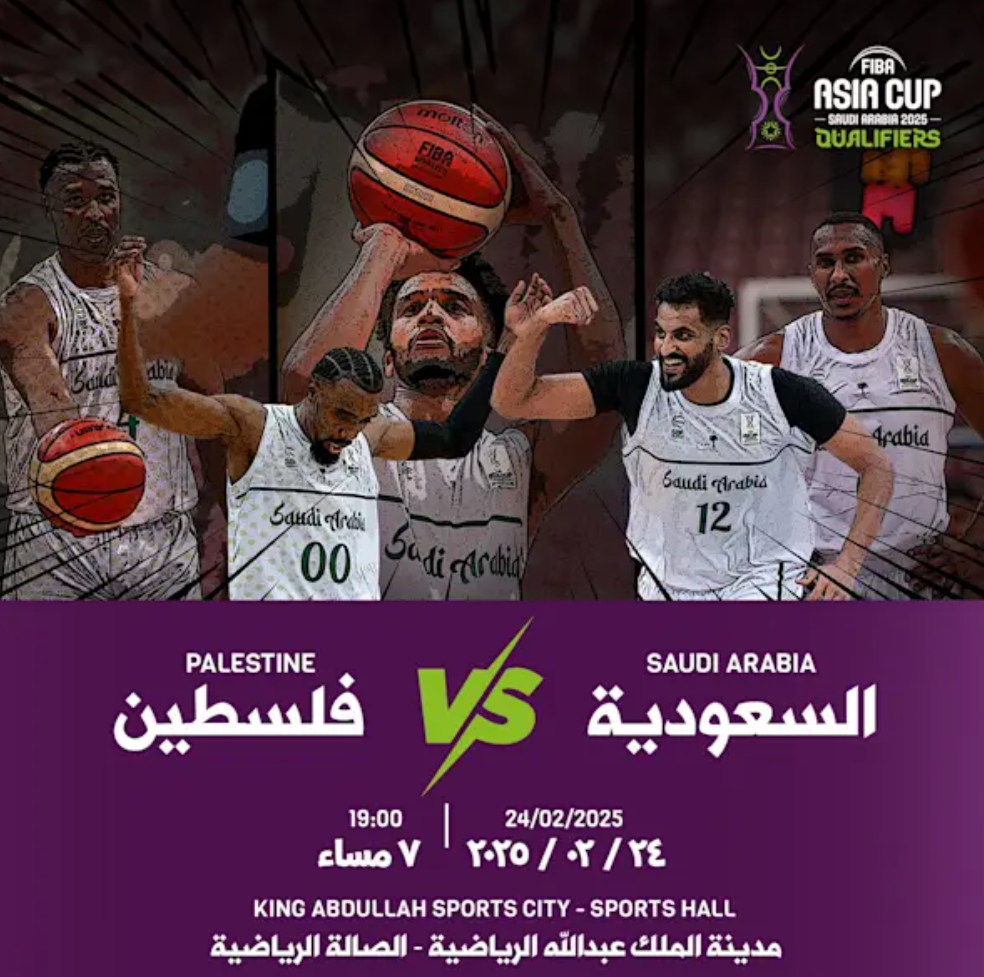 FIBA
ASIA CUP
SAUDI ARABIA 2025
QUALIFIERS
molten
FIBA
Saudi Arabia
00
Saudi Arabia
Saudi Arabia
12
Arabia
PALESTINE
فلسطين
VS
SAUDI ARABIA
السعودية
19:00
٧ مساء
24/02/2025
٢٤ / ٠٢ / ٢٠٢٥
KING ABDULLAH SPORTS CITY - SPORTS HALL
مدينة الملك عبدالله الرياضية - الصالة الرياضية